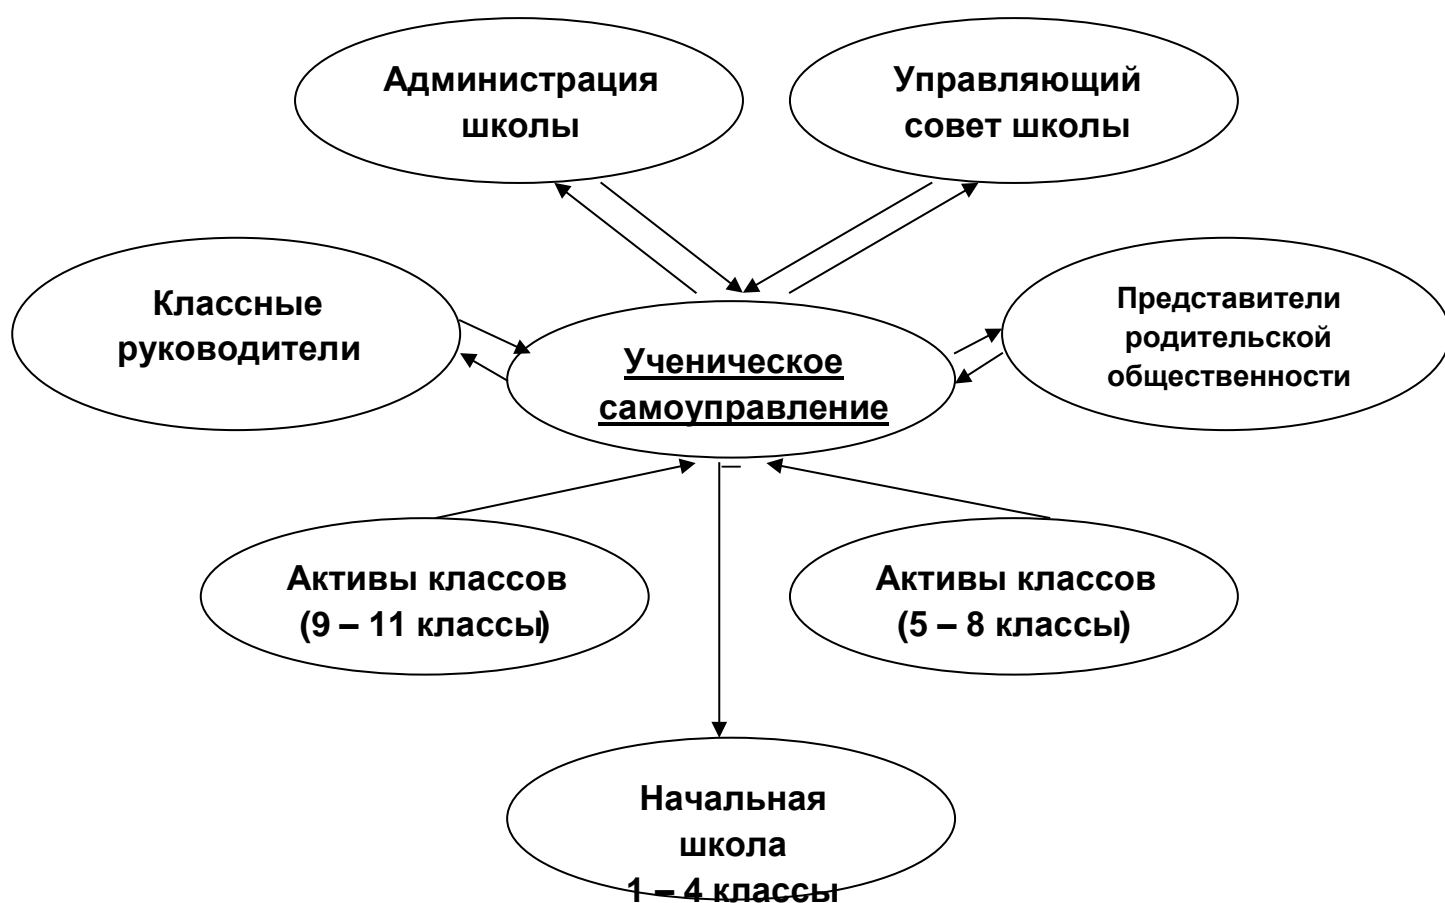 Администрация
школы
Управляющий
совет школы
Классные
руководители
Ученическое
самоуправление
Представители
родительской
общественности
Активы классов
(9 – 11 классы)
Активы классов
(5 – 8 классы)
Начальная
школа
1 – 4 классы